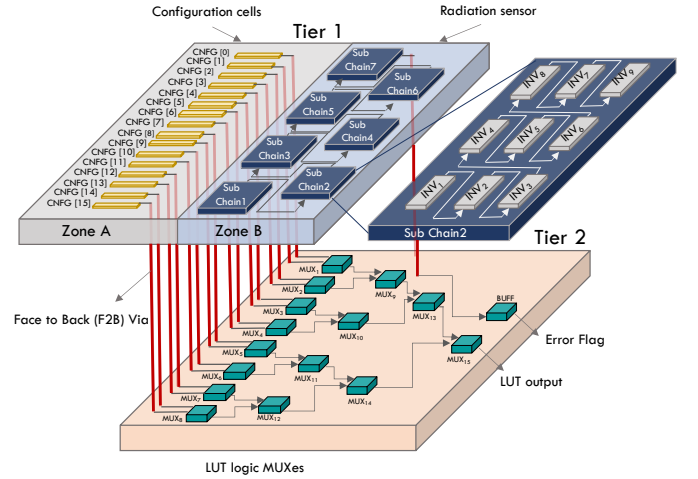 Configuration cells
Radiation sensor
Tier 1
CNFG [0]
CNFG [1]
CNFG [2]
CNFG [3]
CNFG [4]
CNFG [5]
CNFG [6]
CNFG [7]
CNFG [8]
CNFG [9]
CNFG [10]
CNFG [11]
CNFG [12]
CNFG [13]
CNFG [14]
CNFG [15]
Sub Chain7
Sub Chain6
Sub Chain5
Sub Chain4
Sub Chain3
Sub Chain2
Sub Chain1
INV8
INV7
INV9
INV4
INV5
INV6
INV1
INV2
INV3
Zone A
Zone B
Sub Chain2
Tier 2
MUX1
MUX2
MUX9
MUX3
MUX13
BUFF
MUX4
MUX10
MUX15
MUX5
MUX6
MUX11
MUX14
MUX7
MUX8
MUX12
Face to Back (F2B) Via
Error Flag
LUT output
LUT logic MUXes